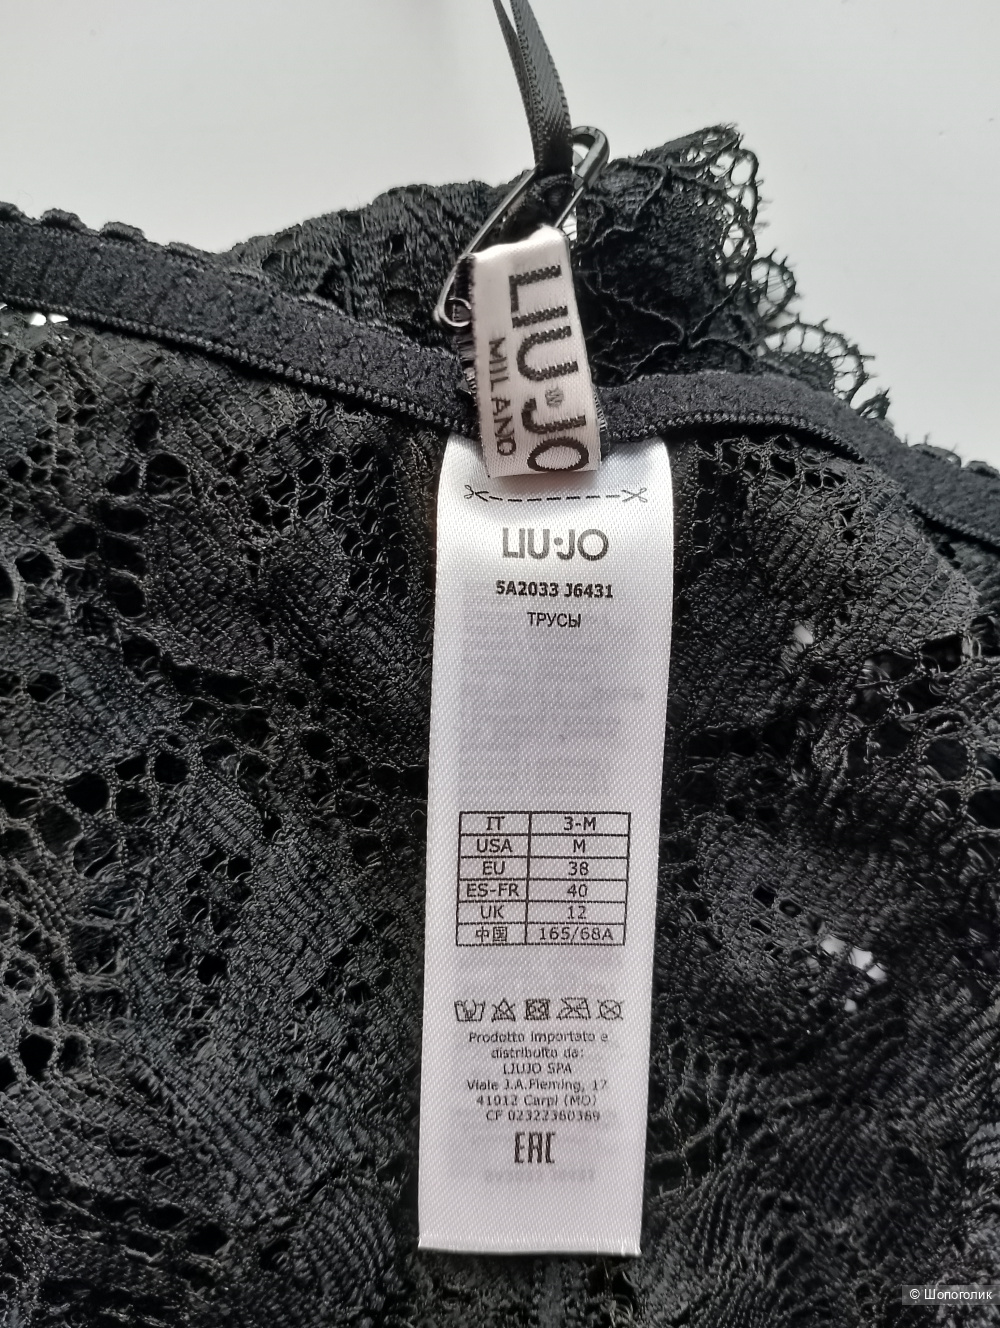 LIU·JO
MILANO
LIU·JO
5A2033 J6431
ТРУСЫ
IT 3-M
USA M
EU 38
ES-FR 40
UK 12
中国 165/68A
Prodotto importato e
distribuito da:
LIUJO SPA
Viale J.A.Fleming, 17
41012 Carpi (MO)
CF 02322360369
EAC
© Шопоголик